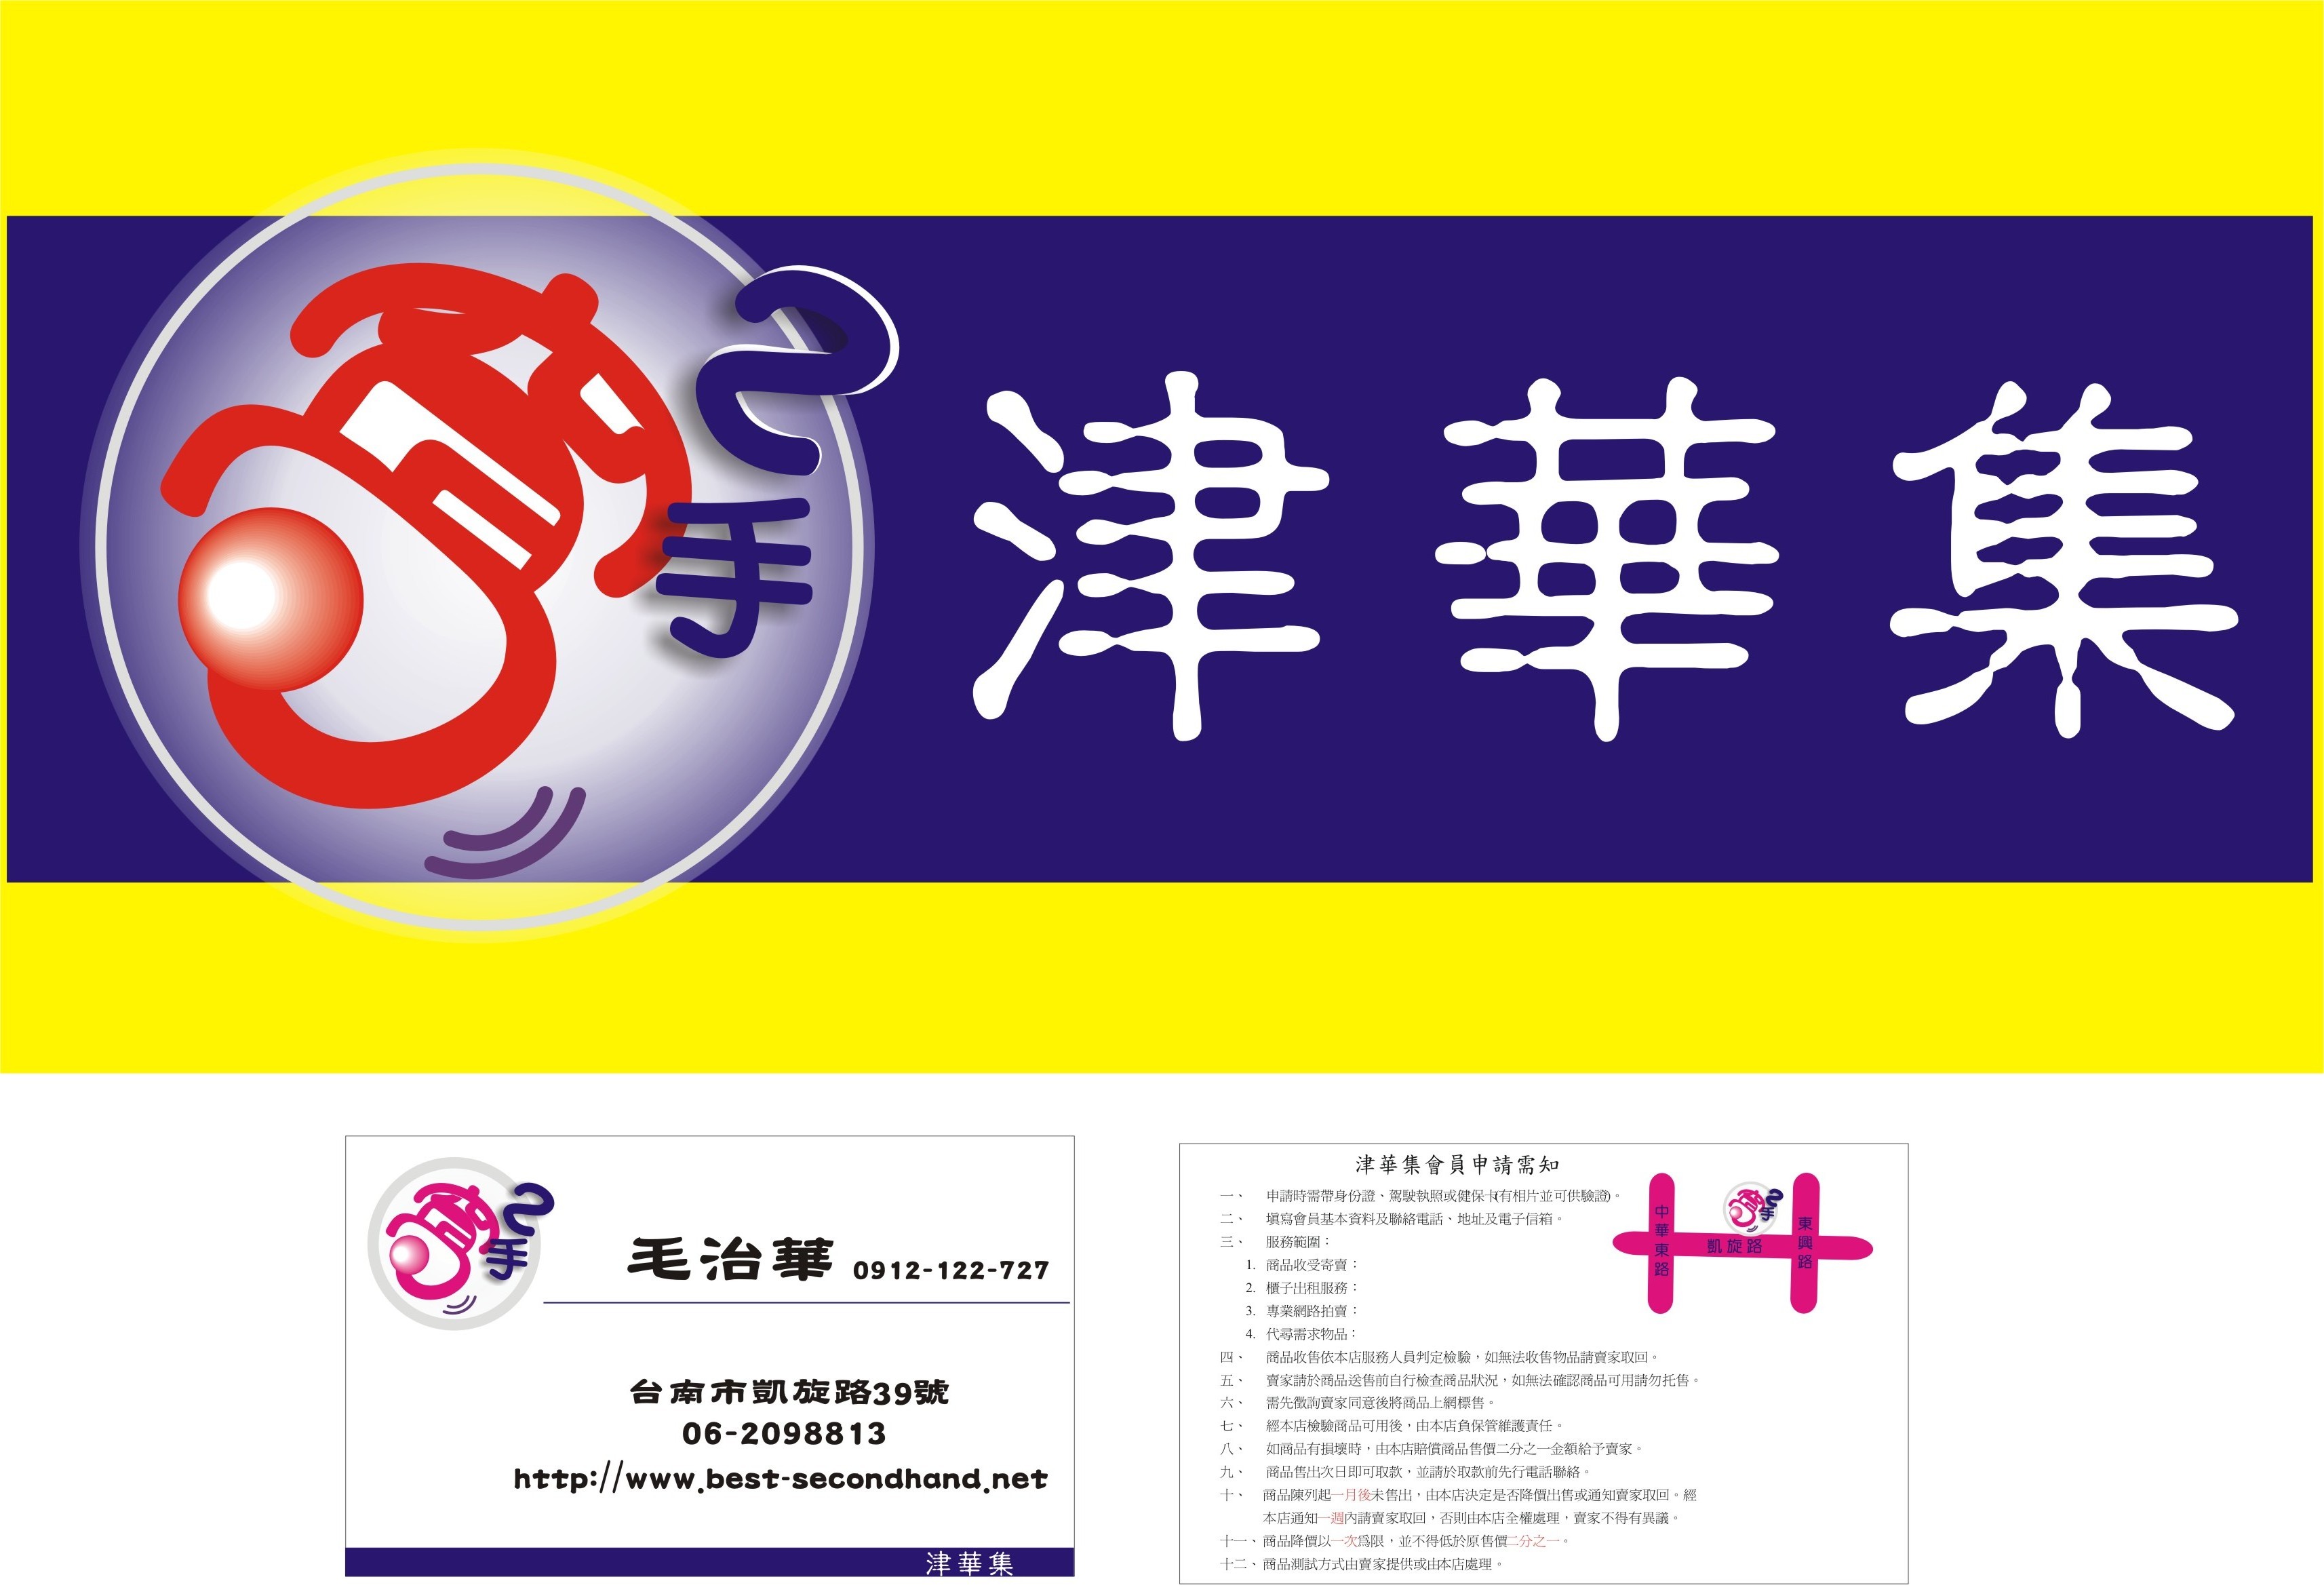 2手
津華集
2手
毛治華 0912-122-727
台南市凱旋路39號
06-2098813
http://www.best-secondhand.net
津華集
津華集會員申請需知
一、 申請時需帶身份證、駕駛執照或健保卡(有相片並可供驗證)。
二、 填寫會員基本資料及聯絡電話、地址及電子信箱。
三、 服務範圍：
1. 商品收受寄賣：
2. 櫃子出租服務：
3. 專業網路拍賣：
4. 代尋需求物品：
四、 商品收售依本店服務人員判定檢驗，如無法收售物品請賣家取回。
五、 賣家請於商品送售前自行檢查商品狀況，如無法確認商品可用請勿托售。
六、 需先徵詢賣家同意後將商品上網標售。
七、 經本店檢驗商品可用後，由本店負保管維護責任。
八、 如商品有損壞時，由本店賠償商品售價二分之一金額給予賣家。
九、 商品售出次日即可取款，並請於取款前先行電話聯絡。
十、 商品陳列起一月後未售出，由本店決定是否降價出售或通知賣家取回。經
本店通知一週內請賣家取回，否則由本店全權處理，賣家不得有異議。
十一、商品降價以一次為限，並不得低於原售價二分之一。
十二、商品測試方式由賣家提供或由本店處理。
中華東路
2手
凱旋路
東興路